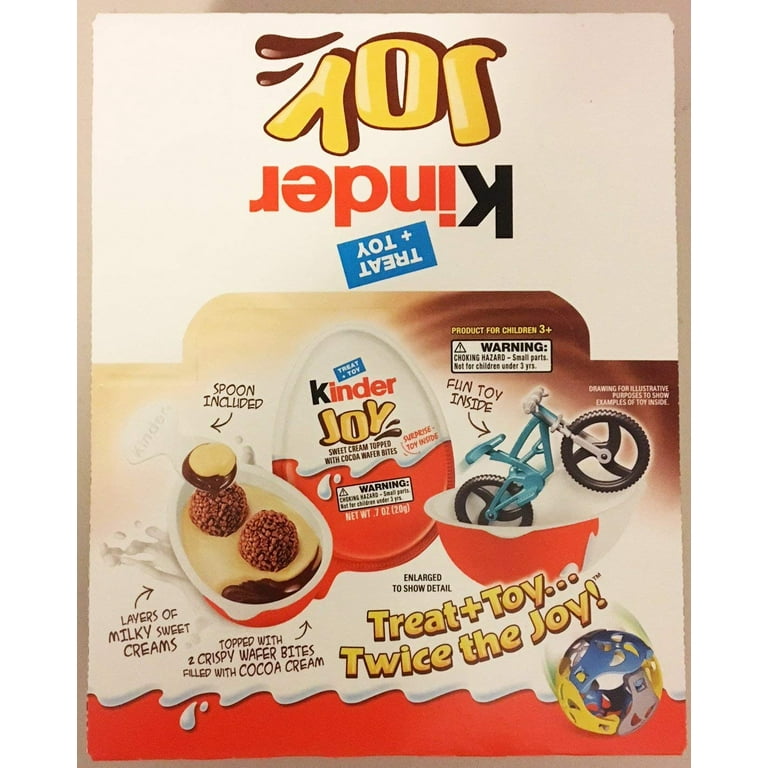 Kinder
JOY
TREAT
+ TOY
PRODUCT FOR CHILDREN 3+
WARNING:
CHOKING HAZARD - Small parts.
Not for children under 3 yrs.
SPOON
INCLUDED
FUN TOY
INSIDE
DRAWING FOR ILLUSTRATIVE
PURPOSES TO SHOW
EXAMPLES OF TOY INSIDE.
Kinder
TREAT
+ TOY
Kinder
JOY
SWEET CREAM TOPPED
WITH COCOA WAFER BITES
SURPRISE-
TOY INSIDE
WARNING:
CHOKING HAZARD - Small parts.
Not for children under 3 yrs.
NET WT .7 OZ (20g)
ENLARGED
TO SHOW DETAIL
LAYERS OF
MILKY SWEET
CREAMS
TOPPED WITH
2 CRISPY WAFER BITES
FILLED WITH COCOA CREAM
Treat+Toy...
Twice the Joy!™